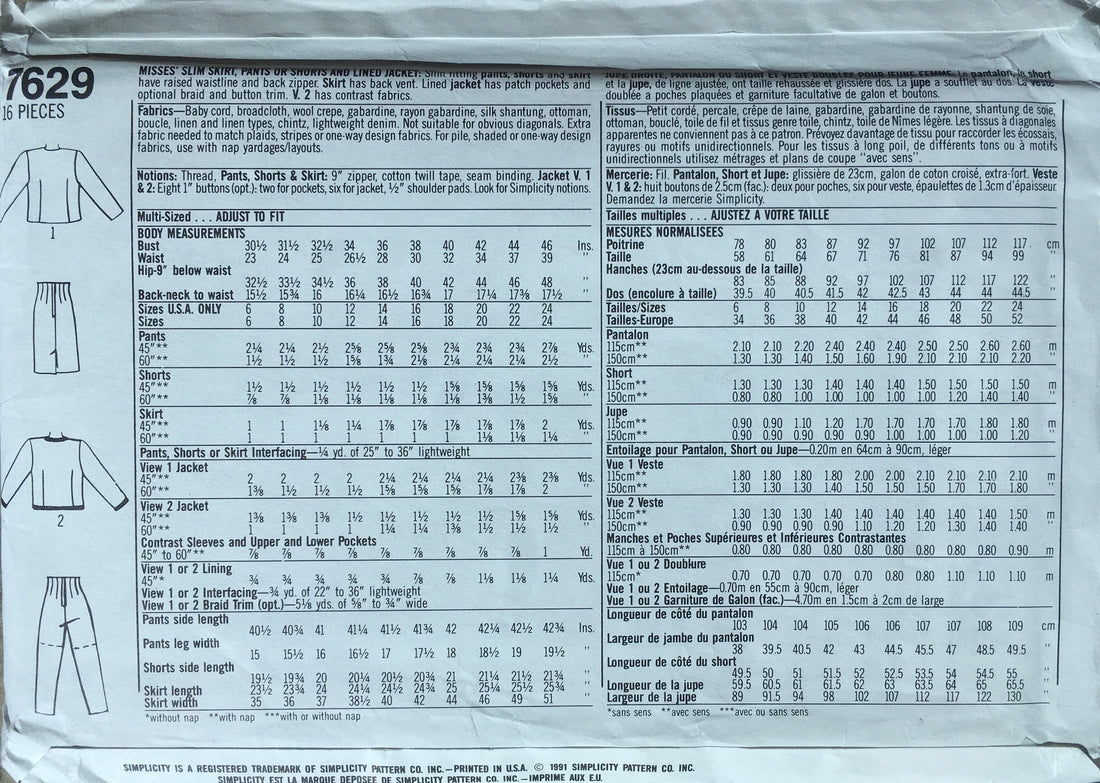 7629
16 PIECES
1
2
MISSES' SLIM SKIRT, PANTS OR SHORTS AND LINED JACKET: Slim fitting pants, shorts and skirt
have raised waistline and back zipper. Skirt has back vent. Lined jacket has patch pockets and
optional braid and button trim. V. 2 has contrast fabrics.
Fabrics—Baby cord, broadcloth, wool crepe, gabardine, rayon gabardine, silk shantung, ottoman,
boucle, linen and linen types, chintz, lightweight denim. Not suitable for obvious diagonals. Extra
fabric needed to match plaids, stripes or one-way design fabrics. For pile, shaded or one-way design
fabrics, use with nap yardages/layouts.
Notions: Thread, Pants, Shorts & Skirt: 9" zipper, cotton twill tape, seam binding. Jacket V. 1
& 2: Eight 1" buttons (opt.): two for pockets, six for jacket, ½" shoulder pads. Look for Simplicity notions.
Multi-Sized . . . ADJUST TO FIT
BODY MEASUREMENTS
Bust 30½ 31½ 32½ 34 36 38 40 42 44 46 Ins.
Waist 23 24 25 26½ 28 30 32 34 37 39 "
Hip-9" below waist
32½ 33½ 34½ 36 38 40 42 44 46 48 "
Back-neck to waist 15½ 15¾ 16 16¼ 16½ 16¾ 17 17¼ 17⅜ 17½ "
Sizes U.S.A. ONLY 6 8 10 12 14 16 18 20 22 24
Sizes 6 8 10 12 14 16 18 20 22 24
Pants
45"** 2¼ 2¼ 2½ 2⅝ 2⅝ 2⅝ 2¾ 2¾ 2¾ 2⅞ Yds.
60"** 1½ 1½ 1½ 1⅝ 1¾ 2⅛ 2¼ 2¼ 2¼ 2½ "
Shorts
45"** 1½ 1½ 1½ 1½ 1½ 1½ 1⅝ 1⅝ 1⅝ 1⅝ Yds.
60"** ⅞ ⅞ 1⅛ 1⅛ 1⅛ 1⅛ 1⅛ 1⅜ 1½ 1⅝ "
Skirt
45"** 1 1 1⅛ 1¼ 1⅞ 1⅞ 1⅞ 1⅞ 1⅞ 2 Yds.
60"** 1 1 1 1 1 1 1 1⅛ 1⅛ 1¼ "
Pants, Shorts or Skirt Interfacing—¼ yd. of 25" to 36" lightweight
View 1 Jacket
45"** 2 2 2 2 2¼ 2¼ 2¼ 2¼ 2⅜ 2⅜ Yds.
60"** 1⅜ 1½ 1½ 1½ 1⅝ 1⅝ 1⅝ 1⅞ 1⅞ 2 "
View 2 Jacket
45"** 1⅜ 1⅜ 1⅜ 1½ 1½ 1½ 1½ 1½ 1⅝ 1⅝ Yds.
60"** 1 1 1 1 1⅛ 1¼ 1⅜ 1½ 1½ 1½ "
Contrast Sleeves and Upper and Lower Pockets
45" to 60"** ⅞ ⅞ ⅞ ⅞ ⅞ ⅞ ⅞ ⅞ ⅞ 1 Yd.
View 1 or 2 Lining
45"* ¾ ¾ ¾ ¾ ¾ ⅞ ⅞ 1⅛ 1⅛ 1¼ Yds.
View 1 or 2 Interfacing—¾ yd. of 22" to 36" lightweight
View 1 or 2 Braid Trim (opt.)—5⅛ yds. of ⅝" to ¾" wide
Pants side length
40½ 40¾ 41 41¼ 41½ 41¾ 42 42¼ 42½ 42¾ Ins.
Pants leg width
15 15½ 16 16½ 17 17½ 18 18½ 19 19½ "
Shorts side length
19½ 19¾ 20 20¼ 20½ 20¾ 21 21¼ 21½ 21¾ "
Skirt length 23½ 23¾ 24 24¼ 24½ 24¾ 25 25¼ 25½ 25¾ "
Skirt width 35 36 37 38½ 40 42 44 46 49 51 "
*without nap **with nap ***with or without nap
JUPE DROITE, PANTALON OU SHORT ET VESTE DOUBLEE POUR JEUNE FEMME. Le pantalon, le short
et la jupe, de ligne ajustée, ont taille rehaussée et glissière dos. La jupe a soufflet au dos. La veste
doublée a poches plaquées et garniture facultative de galon et boutons.
Tissus—Petit cordé, percale, crêpe de laine, gabardine, gabardine de rayonne, shantung de soie,
ottoman, bouclé, toile de fil et tissus genre toile, chintz, toile de Nîmes légère. Les tissus à diagonales
apparentes ne conviennent pas à ce patron. Prévoyez davantage de tissu pour raccorder les écossais,
rayures ou motifs unidirectionnels. Pour les tissus à long poil, de différents tons ou à motifs
unidirectionnels utilisez métrages et plans de coupe "avec sens".
Mercerie: Fil. Pantalon, Short et Jupe: glissière de 23cm, galon de coton croisé, extra-fort. Veste
V. 1 & 2: huit boutons de 2.5cm (fac.): deux pour poches, six pour veste, épaulettes de 1.3cm d'épaisseur.
Demandez la mercerie Simplicity.
Tailles multiples . . . AJUSTEZ A VOTRE TAILLE
MESURES NORMALISEES
Poitrine 78 80 83 87 92 97 102 107 112 117 cm
Taille 58 61 64 67 71 76 81 87 94 99 "
Hanches (23cm au-dessous de la taille)
83 85 88 92 97 102 107 112 117 122 "
Dos (encolure à taille) 39.5 40 40.5 41.5 42 42.5 43 44 44 44.5 "
Tailles/Sizes 6 8 10 12 14 16 18 20 22 24
Tailles-Europe 34 36 38 40 42 44 46 48 50 52
Pantalon
115cm** 2.10 2.10 2.20 2.40 2.40 2.40 2.50 2.50 2.60 2.60 m
150cm** 1.30 1.30 1.40 1.50 1.60 1.90 2.10 2.10 2.10 2.20 "
Short
115cm** 1.30 1.30 1.30 1.40 1.40 1.40 1.50 1.50 1.50 1.50 m
150cm** 0.80 0.80 1.00 1.00 1.00 1.00 1.00 1.20 1.40 1.40 "
Jupe
115cm** 0.90 0.90 1.10 1.20 1.70 1.70 1.70 1.70 1.80 1.80 m
150cm** 0.90 0.90 0.90 0.90 1.00 1.00 1.00 1.00 1.00 1.20 "
Entoilage pour Pantalon, Short ou Jupe—0.20m en 64cm à 90cm, léger
Vue 1 Veste
115cm** 1.80 1.80 1.80 1.80 2.00 2.00 2.10 2.10 2.10 2.10 m
150cm** 1.30 1.30 1.30 1.40 1.50 1.50 1.50 1.70 1.70 1.80 "
Vue 2 Veste
115cm** 1.30 1.30 1.30 1.40 1.40 1.40 1.40 1.40 1.50 1.50 m
150cm** 0.90 0.90 0.90 0.90 1.10 1.20 1.20 1.30 1.40 1.40 "
Manches et Poches Supérieures et Inférieures Contrastantes
115cm à 150cm** 0.80 0.80 0.80 0.80 0.80 0.80 0.80 0.80 0.80 0.90 m
Vue 1 ou 2 Doublure
115cm* 0.70 0.70 0.70 0.70 0.70 0.80 0.80 1.10 1.10 1.10 m
Vue 1 ou 2 Entoilage—0.70m en 55cm à 90cm, léger
Vue 1 ou 2 Garniture de Galon (fac.)—4.70m en 1.5cm à 2cm de large
Longueur de côté du pantalon
103 104 104 105 106 106 107 107 108 109 cm
Largeur de jambe du pantalon
38 39.5 40.5 42 43 44.5 45.5 47 48.5 49.5 "
Longueur de côté du short
49.5 50 51 51.5 52 52.5 53.5 54 54.5 55 "
Longueur de la jupe 59.5 60.5 61 61.5 62 63 63.5 64 65 65.5 "
Largeur de la jupe 89 91.5 94 98 102 107 112 117 122 130 "
*sans sens **avec sens ***avec ou sans sens
SIMPLICITY IS A REGISTERED TRADEMARK OF SIMPLICITY PATTERN CO. INC.—PRINTED IN U.S.A. © 1991 SIMPLICITY PATTERN CO. INC.
SIMPLICITY EST LA MARQUE DEPOSEE DE SIMPLICITY PATTERN CO. INC.—IMPRIME AUX E.U.